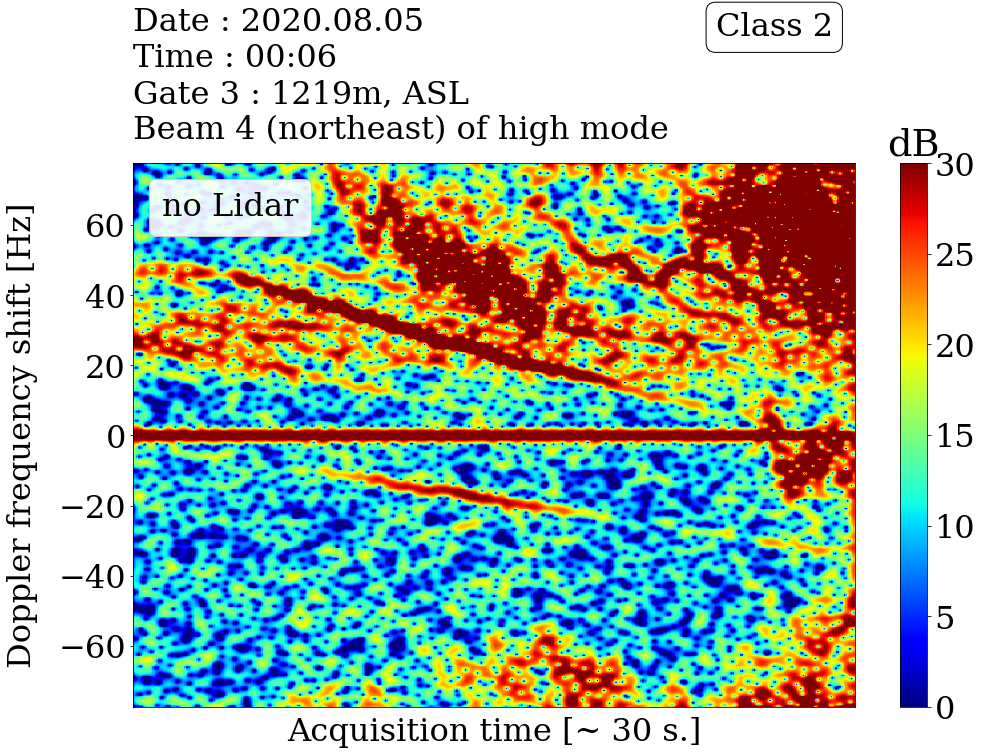 Date : 2020.08.05
Time : 00:06
Gate 3 : 1219m, ASL
Beam 4 (northeast) of high mode
Class 2
dB
no Lidar
Doppler frequency shift [Hz]
60
40
20
0
−20
−40
−60
Acquisition time [~ 30 s.]
30
25
20
15
10
5
0